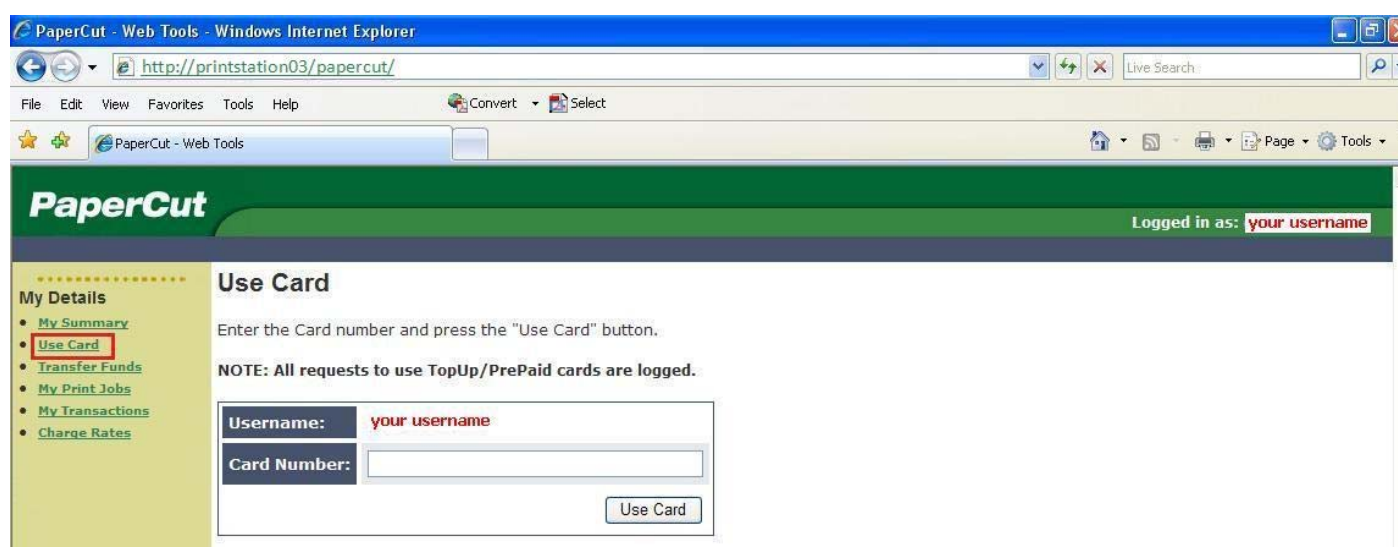 PaperCut - Web Tools - Windows Internet Explorer
http://printstation03/papercut/
Live Search
File Edit View Favorites Tools Help Convert Select
PaperCut - Web Tools
Page Tools
PaperCut
Logged in as: your username
My Details
My Summary
Use Card
Transfer Funds
My Print Jobs
My Transactions
Charge Rates
Use Card
Enter the Card number and press the "Use Card" button.
NOTE: All requests to use TopUp/PrePaid cards are logged.
Username: your username
Card Number:
Use Card